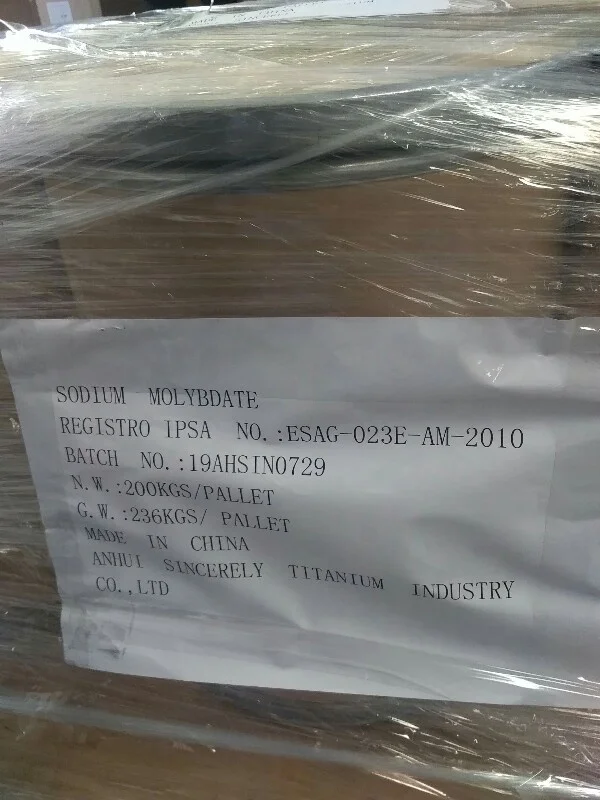 SODIUM MOLYBDATE
REGISTRO IPSA NO.:ESAG-023E-AM-2010
BATCH NO.:19AHSIN0729
N.W.:200KGS/PALLET
G.W.:236KGS/ PALLET
MADE IN CHINA
ANHUI SINCERELY TITANIUM INDUSTRY
CO.,LTD